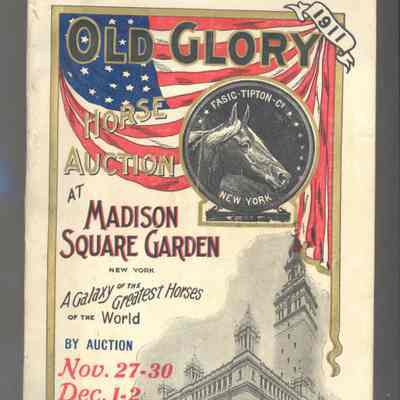 OLD GLORY
1911
HORSE
AUCTION
FASIG-TIPTON-Co
NEW YORK
AT
MADISON
SQUARE GARDEN
NEW YORK
A Galaxy OF THE Greatest Horses
OF THE World
BY AUCTION
Nov. 27-30
Dec. 1-2